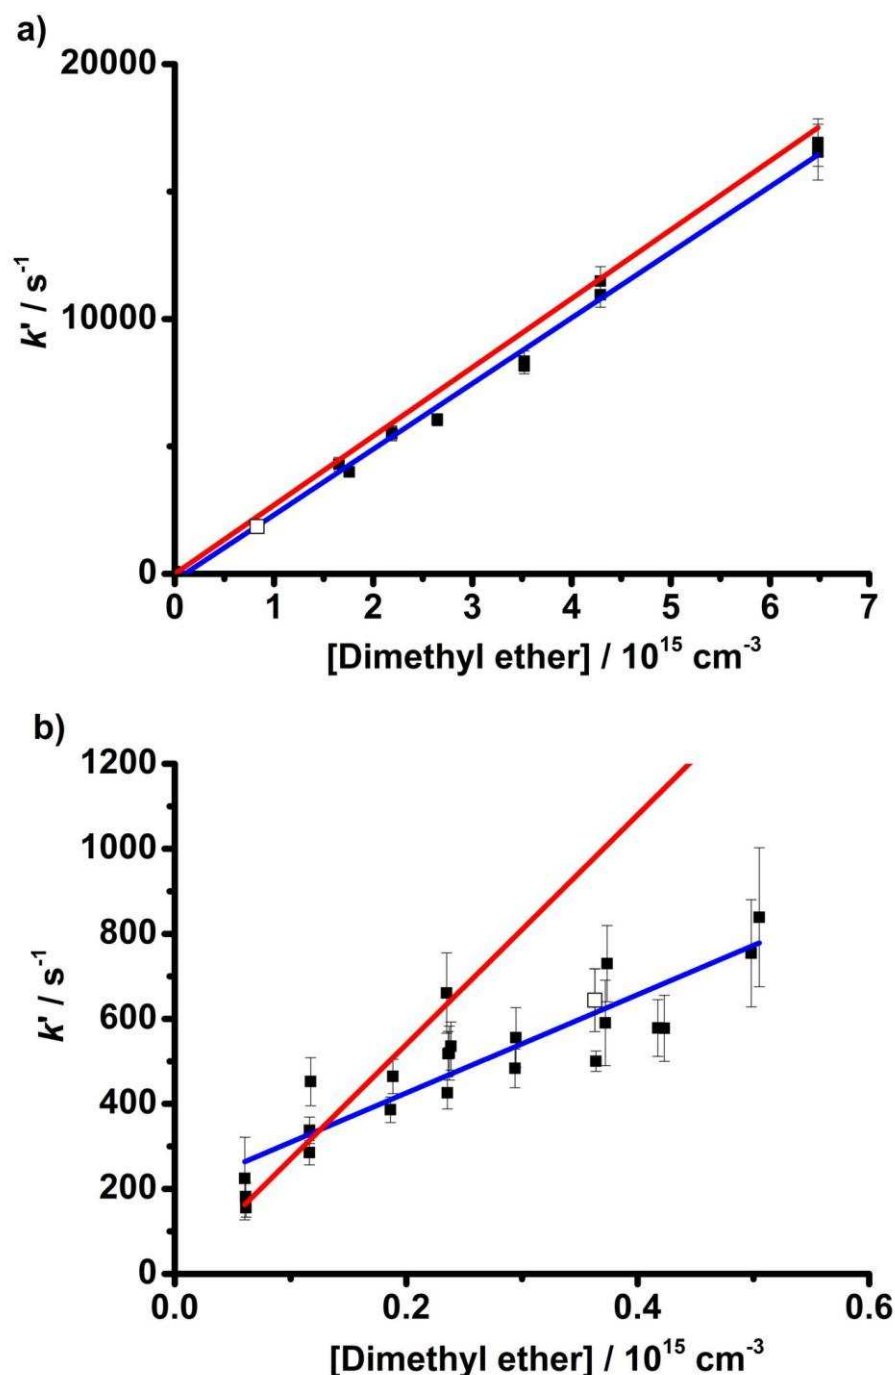 a)
20000
10000
0
k' / s⁻¹
0 1 2 3 4 5 6 7
[Dimethyl ether] / 10¹⁵ cm⁻³
b)
1200
1000
800
600
400
200
0
k' / s⁻¹
0.0 0.2 0.4 0.6
[Dimethyl ether] / 10¹⁵ cm⁻³